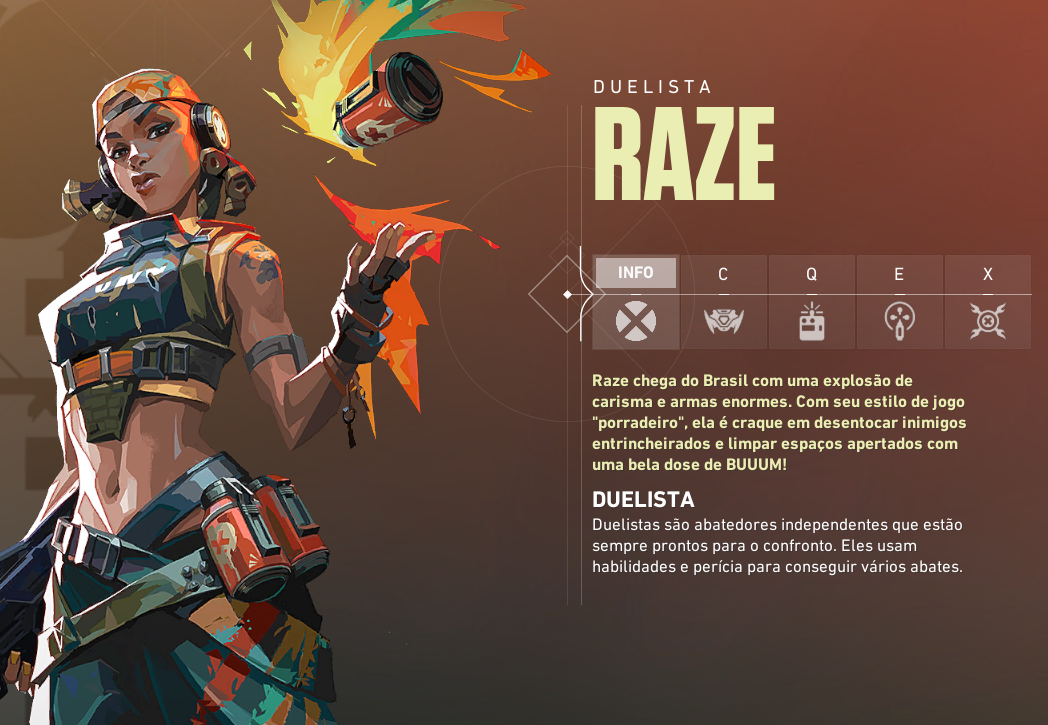 DUELISTA
RAZE
INFO C Q E X
Raze chega do Brasil com uma explosão de
carisma e armas enormes. Com seu estilo de jogo
"porradeiro", ela é craque em desentocar inimigos
entrincheirados e limpar espaços apertados com
uma bela dose de BUUUM!
DUELISTA
Duelistas são abatedores independentes que estão
sempre prontos para o confronto. Eles usam
habilidades e perícia para conseguir vários abates.